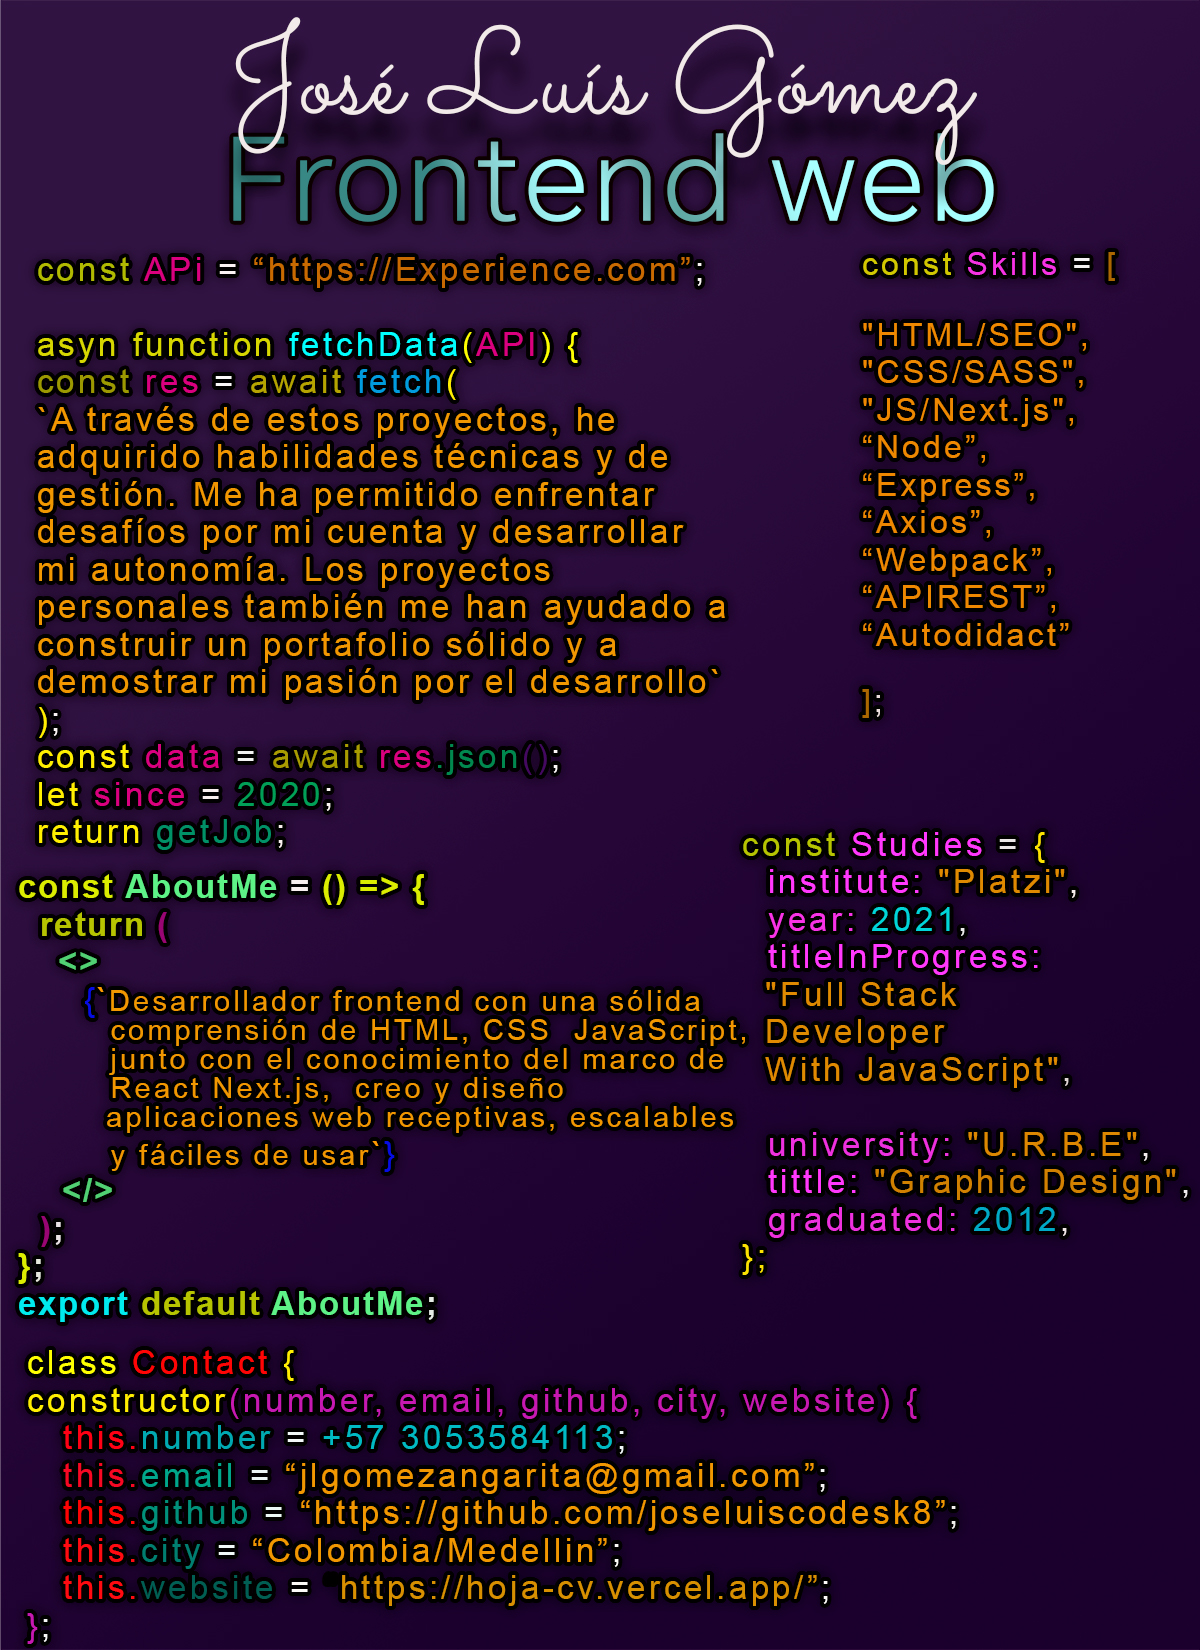 José Luís Gómez
Frontend web
const APi = “https://Experience.com”;
asyn function fetchData(API) {
const res = await fetch(
`A través de estos proyectos, he
adquirido habilidades técnicas y de
gestión. Me ha permitido enfrentar
desafíos por mi cuenta y desarrollar
mi autonomía. Los proyectos
personales también me han ayudado a
construir un portafolio sólido y a
demostrar mi pasión por el desarrollo`
);
const data = await res.json();
let since = 2020;
return getJob;
const Skills = [
"HTML/SEO",
"CSS/SASS",
"JS/Next.js",
“Node”,
“Express”,
“Axios”,
“Webpack”,
“APIREST”,
“Autodidact”
];
const AboutMe = () => {
return (
<>
{`Desarrollador frontend con una sólida
comprensión de HTML, CSS  JavaScript,
junto con el conocimiento del marco de
React Next.js,  creo y diseño
aplicaciones web receptivas, escalables
y fáciles de usar`}
</>
);
};
export default AboutMe;
const Studies = {
institute: "Platzi",
year: 2021,
titleInProgress:
"Full Stack
Developer
With JavaScript",
university: "U.R.B.E",
tittle: "Graphic Design",
graduated: 2012,
};
class Contact {
constructor(number, email, github, city, website) {
this.number = +57 3053584113;
this.email = “jlgomezangarita@gmail.com”;
this.github = “https://github.com/joseluiscodesk8”;
this.city = “Colombia/Medellin”;
this.website = “https://hoja-cv.vercel.app/”;
};